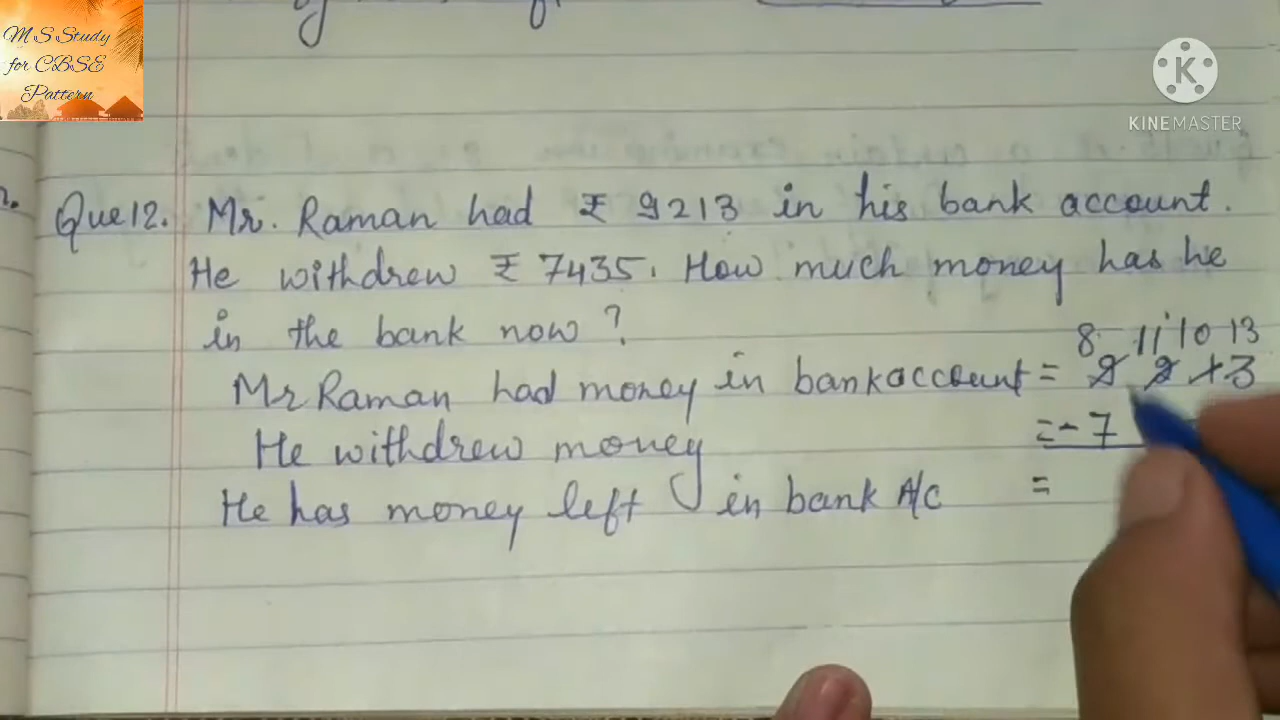 M S Study
for CBSE
Pattern
K
KINEMASTER
Que12. Mr. Raman had ₹ 9213 in his bank account.
He withdrew ₹ 7435. How much money has he
in the bank now ?
8 11 10 13
Mr Raman had money in bank account = 9 2 1 3
He withdrew money = - 7
He has money left in bank A/C =